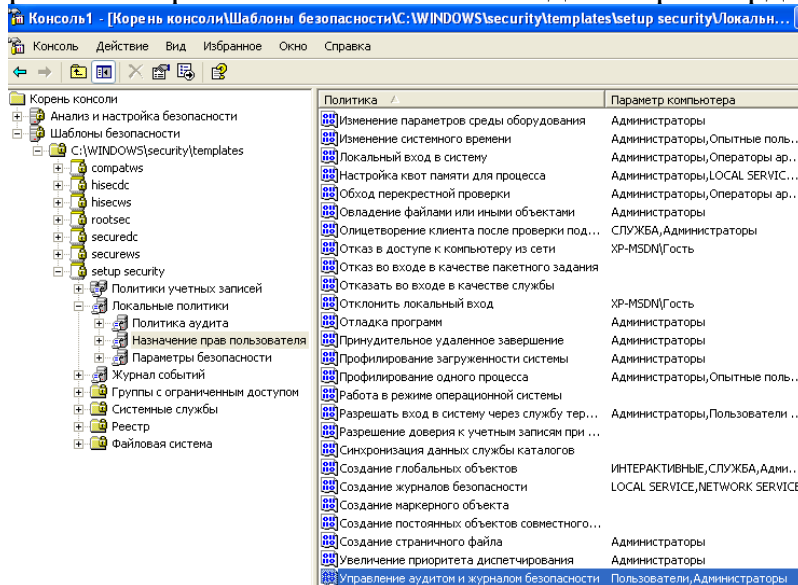 Консоль1 - [Корень консоли\Шаблоны безопасности\C:\WINDOWS\security\templates\setup security\Локальн...
Консоль Действие Вид Избранное Окно Справка
Корень консоли
Анализ и настройка безопасности
Шаблоны безопасности
C:\WINDOWS\security\templates
compatws
hisecdc
hisecws
rootsec
securedc
securews
setup security
Политики учетных записей
Локальные политики
Политика аудита
Назначение прав пользователя
Параметры безопасности
Журнал событий
Группы с ограниченным доступом
Системные службы
Реестр
Файловая система
Политика Параметр компьютера
Изменение параметров среды оборудования Администраторы
Изменение системного времени Администраторы,Опытные поль...
Локальный вход в систему Администраторы,Операторы ар...
Настройка квот памяти для процесса Администраторы,LOCAL SERVIC...
Обход перекрестной проверки Администраторы,Операторы ар...
Овладение файлами или иными объектами Администраторы
Олицетворение клиента после проверки под... СЛУЖБА,Администраторы
Отказ в доступе к компьютеру из сети XP-MSDN\Гость
Отказ во входе в качестве пакетного задания
Отказать во входе в качестве службы
Отклонить локальный вход XP-MSDN\Гость
Отладка программ Администраторы
Принудительное удаленное завершение Администраторы
Профилирование загруженности системы Администраторы
Профилирование одного процесса Администраторы,Опытные поль...
Работа в режиме операционной системы
Разрешать вход в систему через службу тер... Администраторы,Пользователи ...
Разрешение доверия к учетным записям при ...
Синхронизация данных службы каталогов
Создание глобальных объектов ИНТЕРАКТИВНЫЕ,СЛУЖБА,Адми...
Создание журналов безопасности LOCAL SERVICE,NETWORK SERVICE
Создание маркерного объекта
Создание постоянных объектов совместного...
Создание страничного файла Администраторы
Увеличение приоритета диспетчирования Администраторы
Управление аудитом и журналом безопасности Пользователи,Администраторы